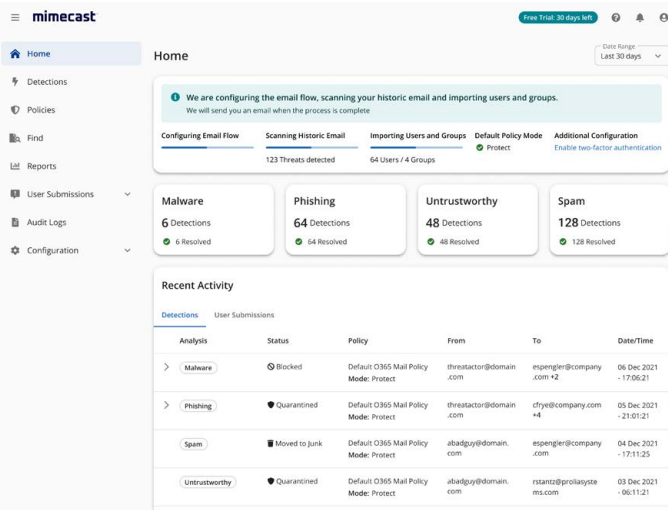 mimecast
Free Trial: 30 days left
Home
Detections
Policies
Find
Reports
User Submissions
Audit Logs
Configuration
Home
Date Range
Last 30 days
We are configuring the email flow, scanning your historic email and importing users and groups.
We will send you an email when the process is complete
Configuring Email Flow
Scanning Historic Email
123 Threats detected
Importing Users and Groups
64 Users / 4 Groups
Default Policy Mode
Protect
Additional Configuration
Enable two-factor authentication
Malware
6 Detections
6 Resolved
Phishing
64 Detections
64 Resolved
Untrustworthy
48 Detections
48 Resolved
Spam
128 Detections
128 Resolved
Recent Activity
Detections User Submissions
Analysis Status Policy From To Date/Time
Malware Blocked Default O365 Mail Policy threatactor@domain espengler@company 06 Dec 2021
Mode: Protect .com .com +2 - 17:06:21
Phishing Quarantined Default O365 Mail Policy threatactor@domain cfrye@company.com 05 Dec 2021
Mode: Protect .com +4 - 21:01:21
Spam Moved to Junk Default O365 Mail Policy abadguy@domain. espengler@company 04 Dec 2021
Mode: Protect com .com - 17:11:25
Untrustworthy Quarantined Default O365 Mail Policy abadguy@domain. rstantz@proliasyste 03 Dec 2021
Mode: Protect com ms.com - 06:11:21